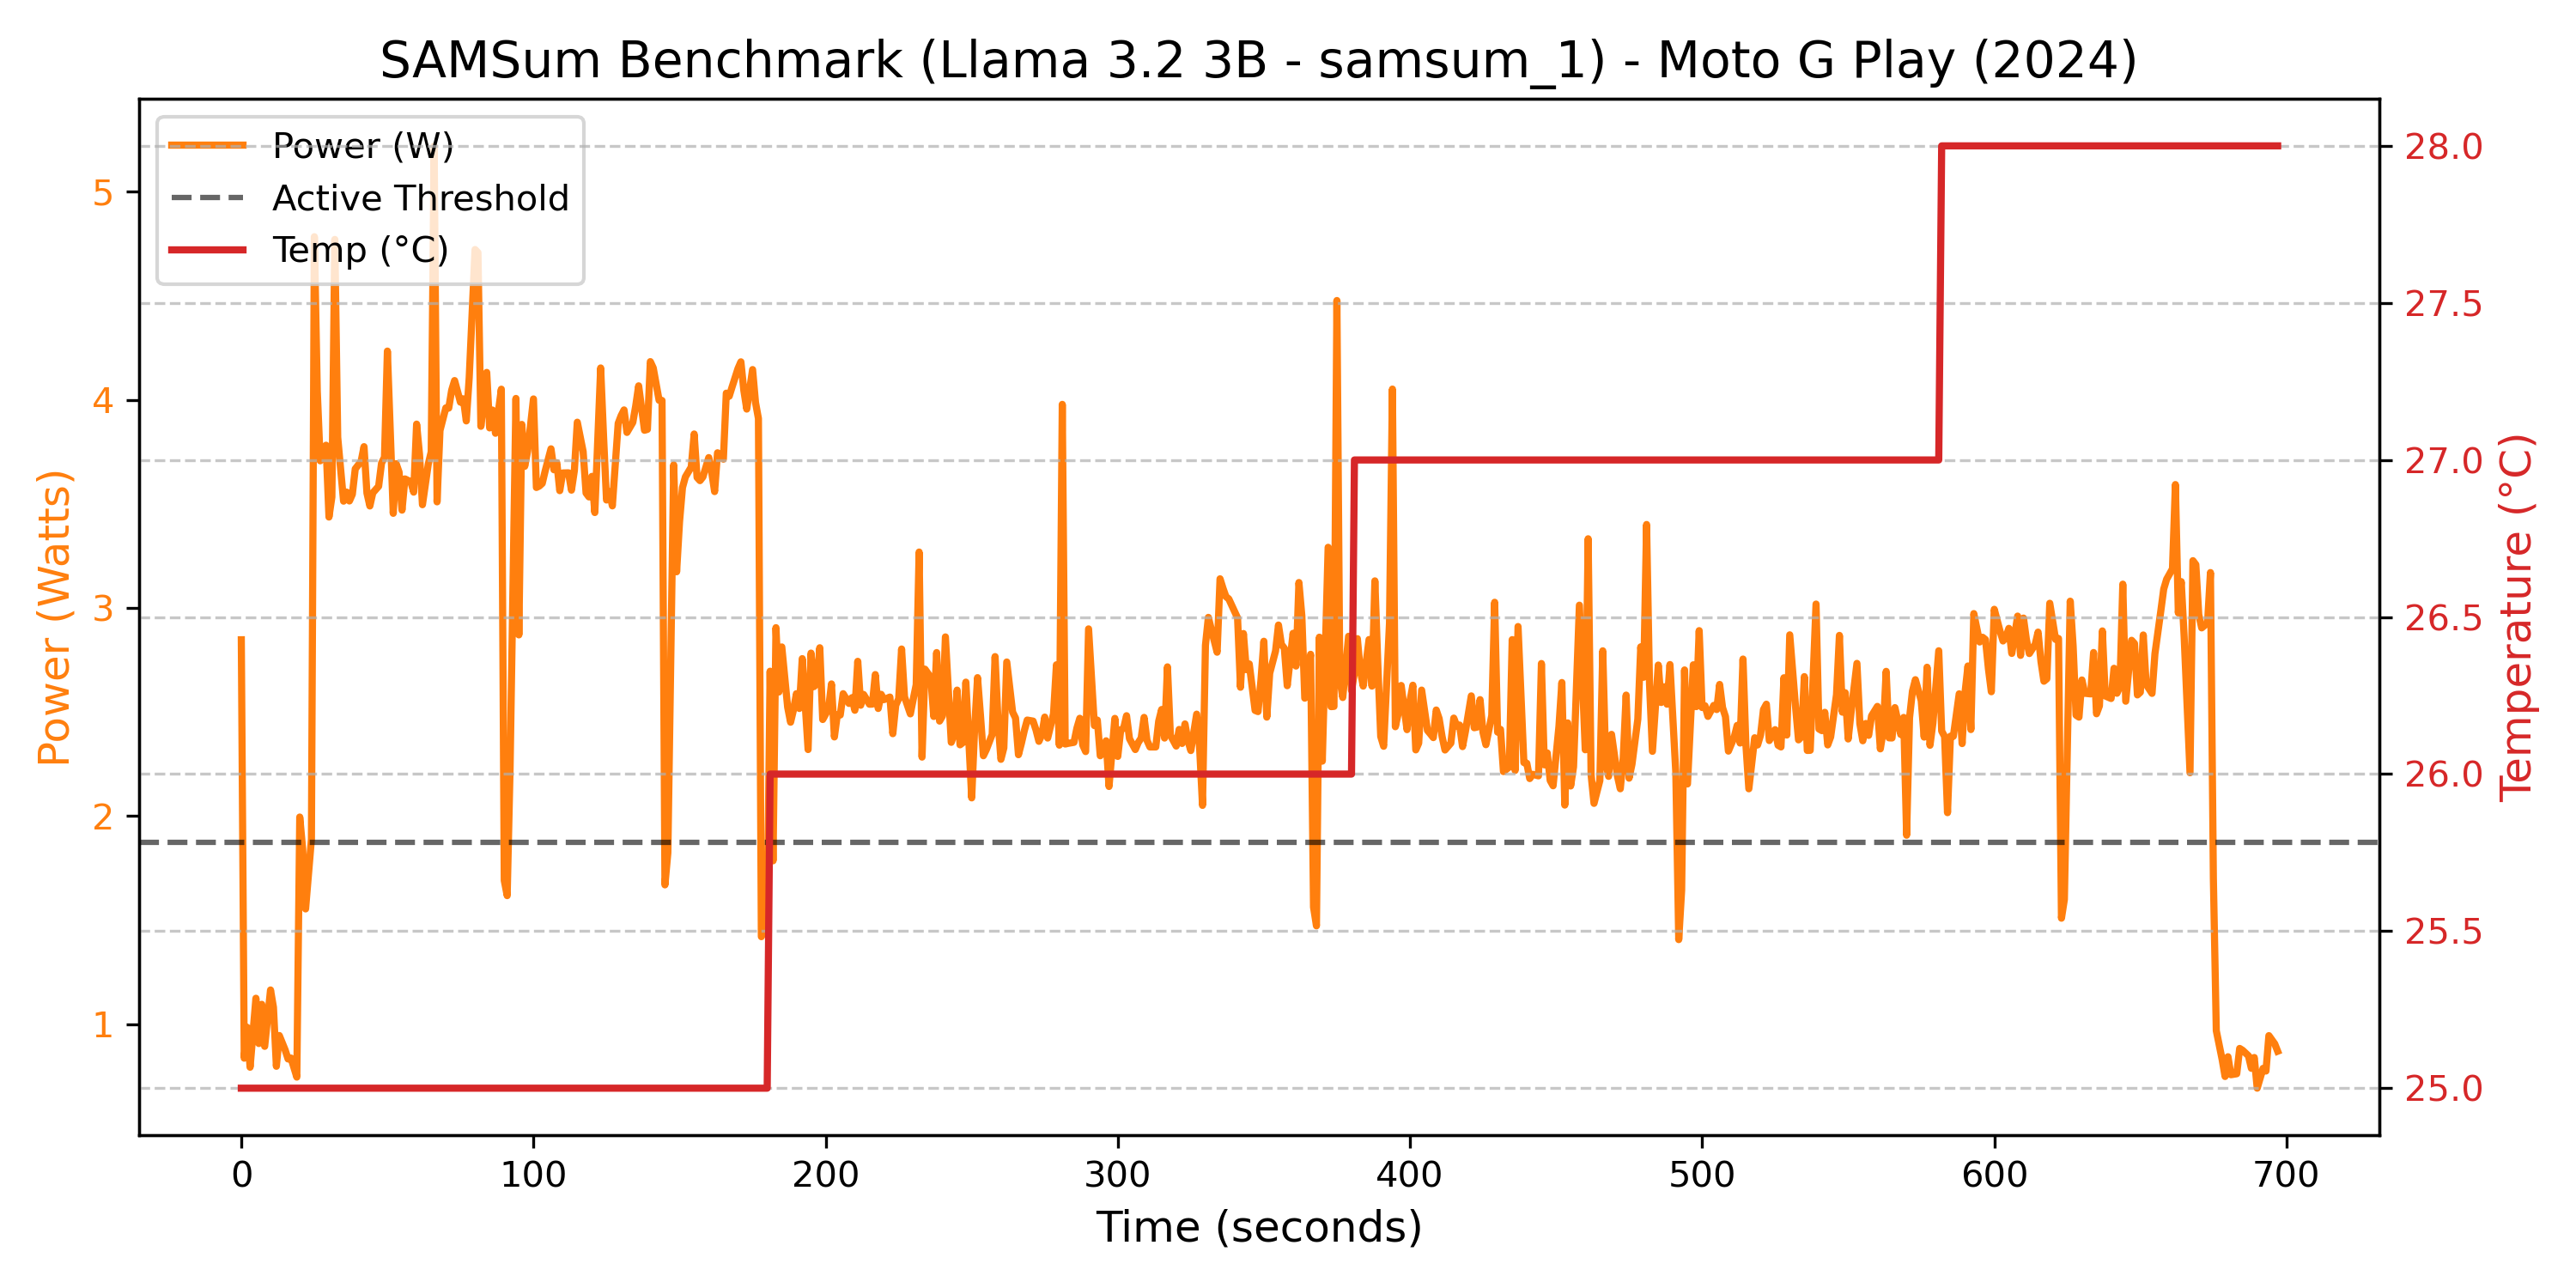 SAMSum Benchmark (Llama 3.2 3B - samsum_1) - Moto G Play (2024)
Power (W)
Active Threshold
Temp (°C)
Power (Watts)
5
4
3
2
1
28.0
27.5
27.0
26.5
26.0
25.5
25.0
Temperature (°C)
0 100 200 300 400 500 600 700
Time (seconds)